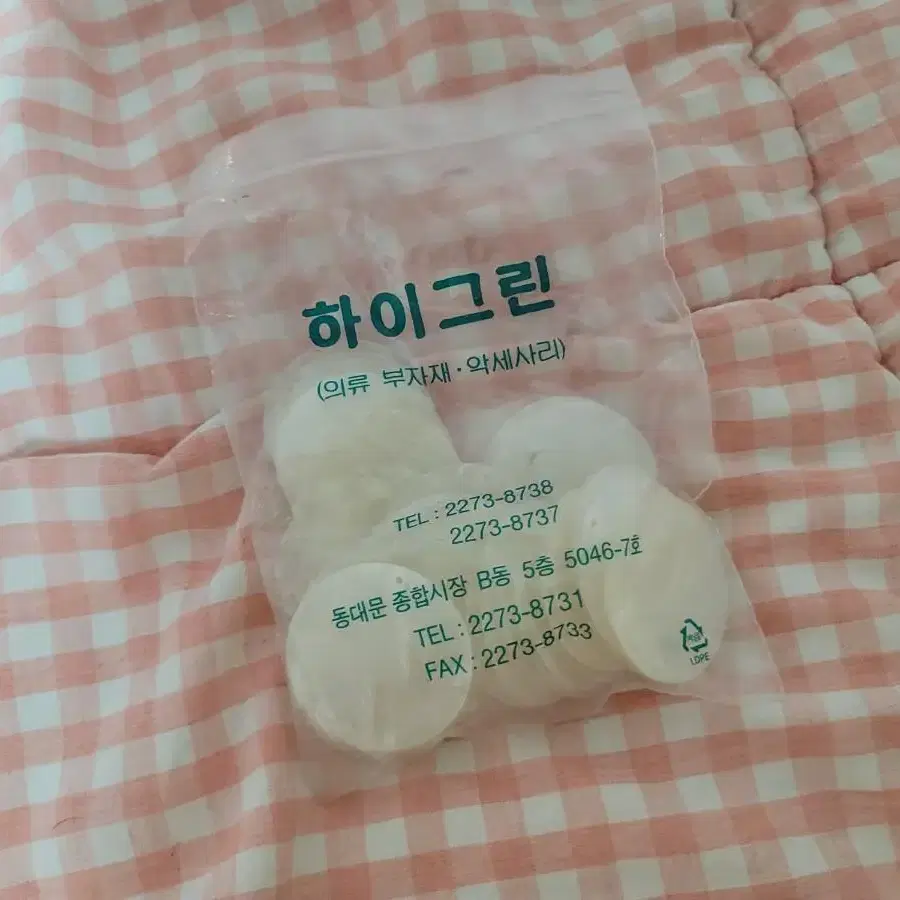 하이그린
(의류 부자재·악세사리)
TEL : 2273-8738
2273-8737
동대문 종합시장 B동 5층 5046-7호
TEL : 2273-8731
FAX : 2273-8733
LDPE